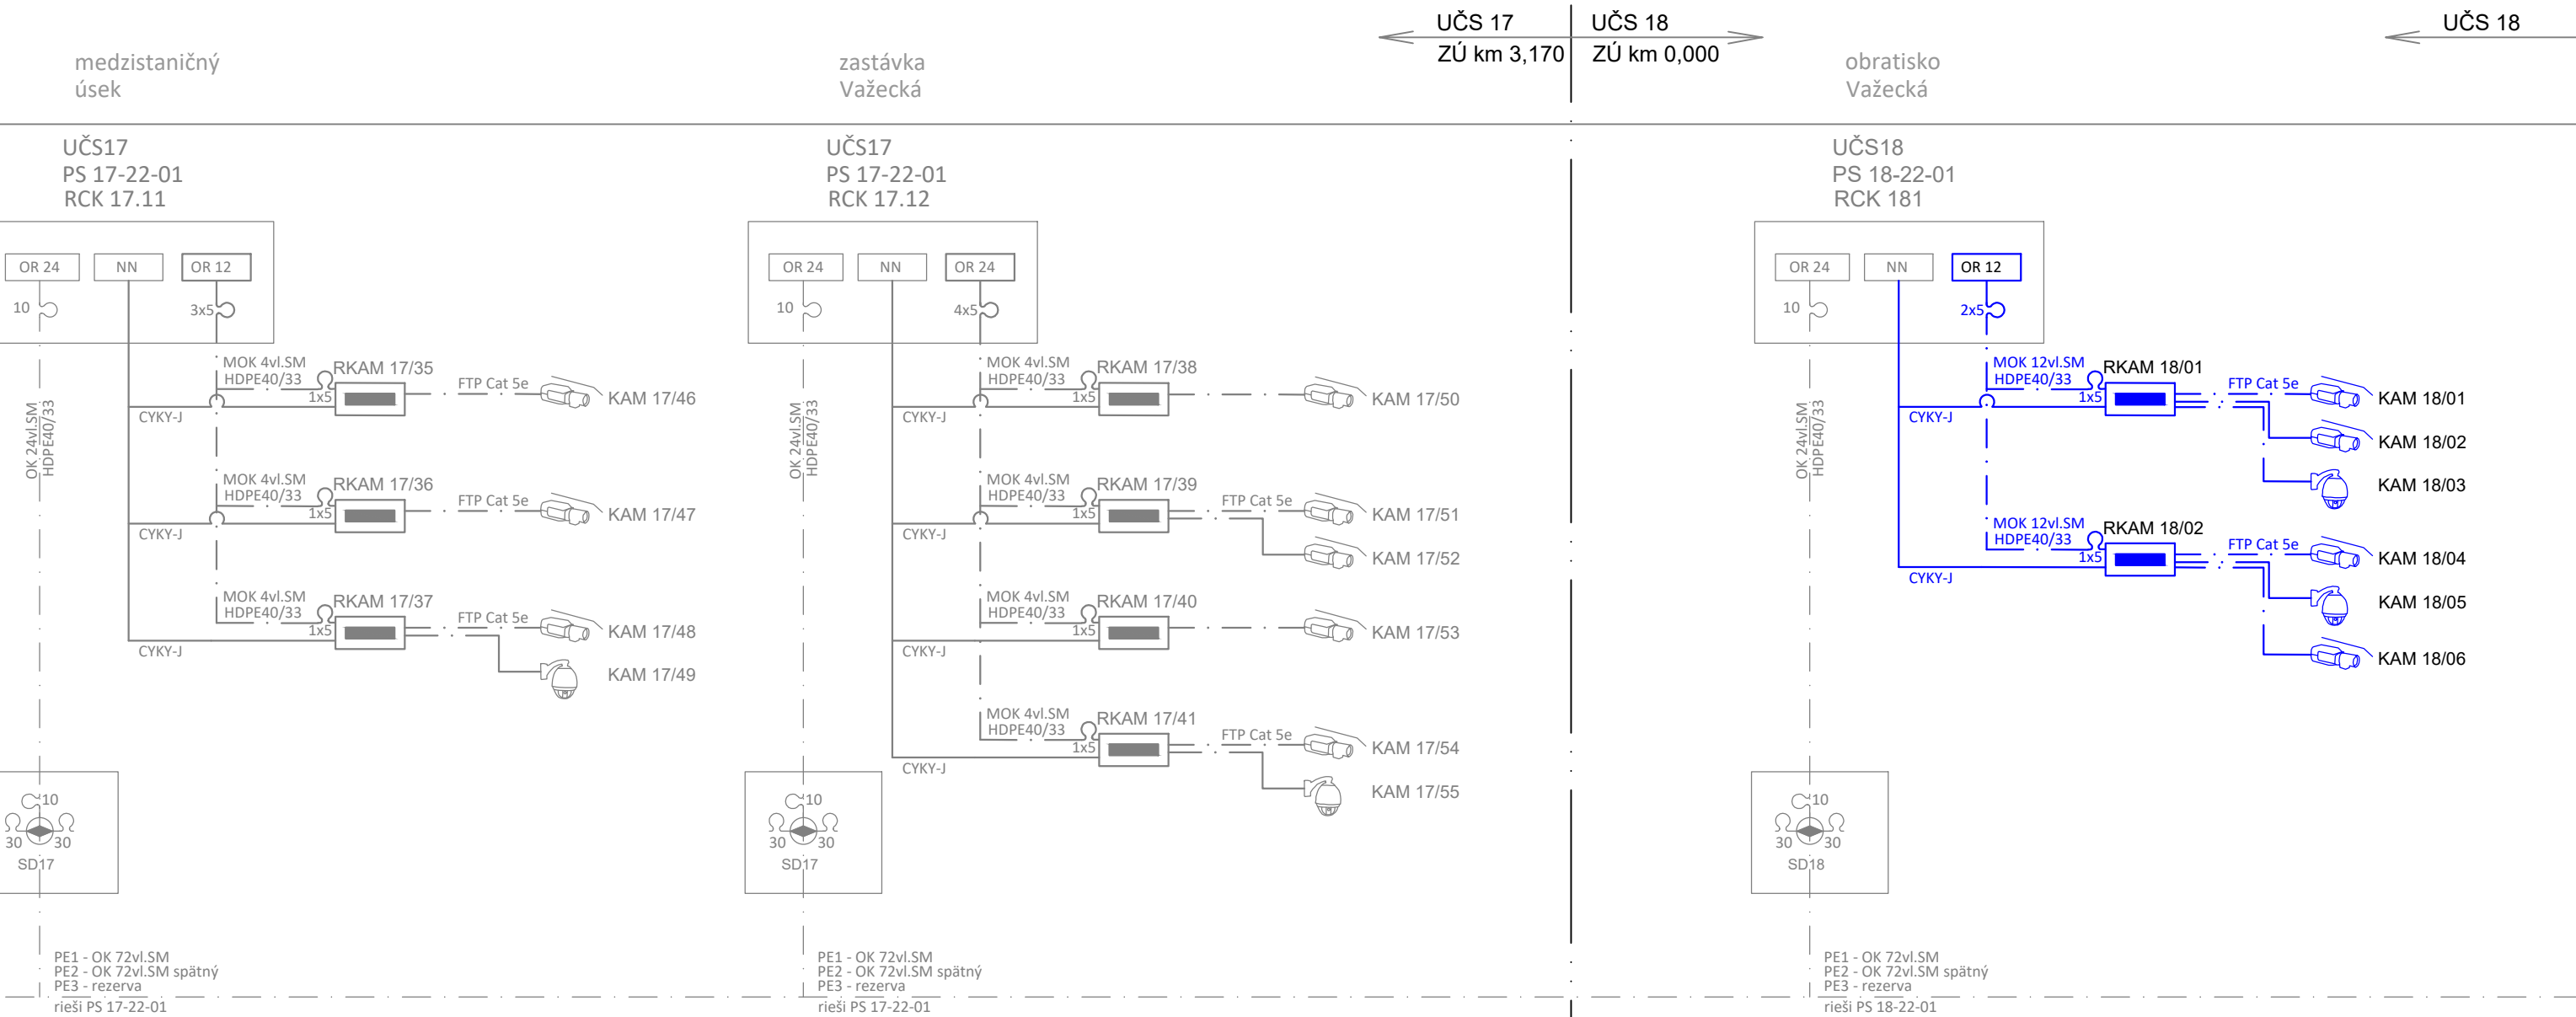 UČS 17
ZÚ km 3,170
UČS 18
ZÚ km 0,000
UČS 18
medzistaničný
úsek
zastávka
Važecká
obratisko
Važecká
UČS17
PS 17-22-01
RCK 17.11
OR 24
NN
OR 12
10
3x5
MOK 4vl.SM
HDPE40/33
1x5
RKAM 17/35
FTP Cat 5e
KAM 17/46
CYKY-J
OK 24vl.SM
HDPE40/33
MOK 4vl.SM
HDPE40/33
1x5
RKAM 17/36
FTP Cat 5e
KAM 17/47
CYKY-J
MOK 4vl.SM
HDPE40/33
1x5
RKAM 17/37
FTP Cat 5e
KAM 17/48
CYKY-J
KAM 17/49
10
30
30
SD17
PE1 - OK 72vl.SM
PE2 - OK 72vl.SM spätný
PE3 - rezerva
rieši PS 17-22-01
UČS17
PS 17-22-01
RCK 17.12
OR 24
NN
OR 24
10
4x5
MOK 4vl.SM
HDPE40/33
1x5
RKAM 17/38
KAM 17/50
CYKY-J
OK 24vl.SM
HDPE40/33
MOK 4vl.SM
HDPE40/33
1x5
RKAM 17/39
FTP Cat 5e
KAM 17/51
CYKY-J
KAM 17/52
MOK 4vl.SM
HDPE40/33
1x5
RKAM 17/40
KAM 17/53
CYKY-J
MOK 4vl.SM
HDPE40/33
1x5
RKAM 17/41
FTP Cat 5e
KAM 17/54
CYKY-J
KAM 17/55
10
30
30
SD17
PE1 - OK 72vl.SM
PE2 - OK 72vl.SM spätný
PE3 - rezerva
rieši PS 17-22-01
UČS18
PS 18-22-01
RCK 181
OR 24
NN
OR 12
10
2x5
MOK 12vl.SM
HDPE40/33
1x5
RKAM 18/01
FTP Cat 5e
KAM 18/01
CYKY-J
KAM 18/02
OK 24vl.SM
HDPE40/33
KAM 18/03
MOK 12vl.SM
HDPE40/33
1x5
RKAM 18/02
FTP Cat 5e
KAM 18/04
CYKY-J
KAM 18/05
KAM 18/06
10
30
30
SD18
PE1 - OK 72vl.SM
PE2 - OK 72vl.SM spätný
PE3 - rezerva
rieši PS 18-22-01